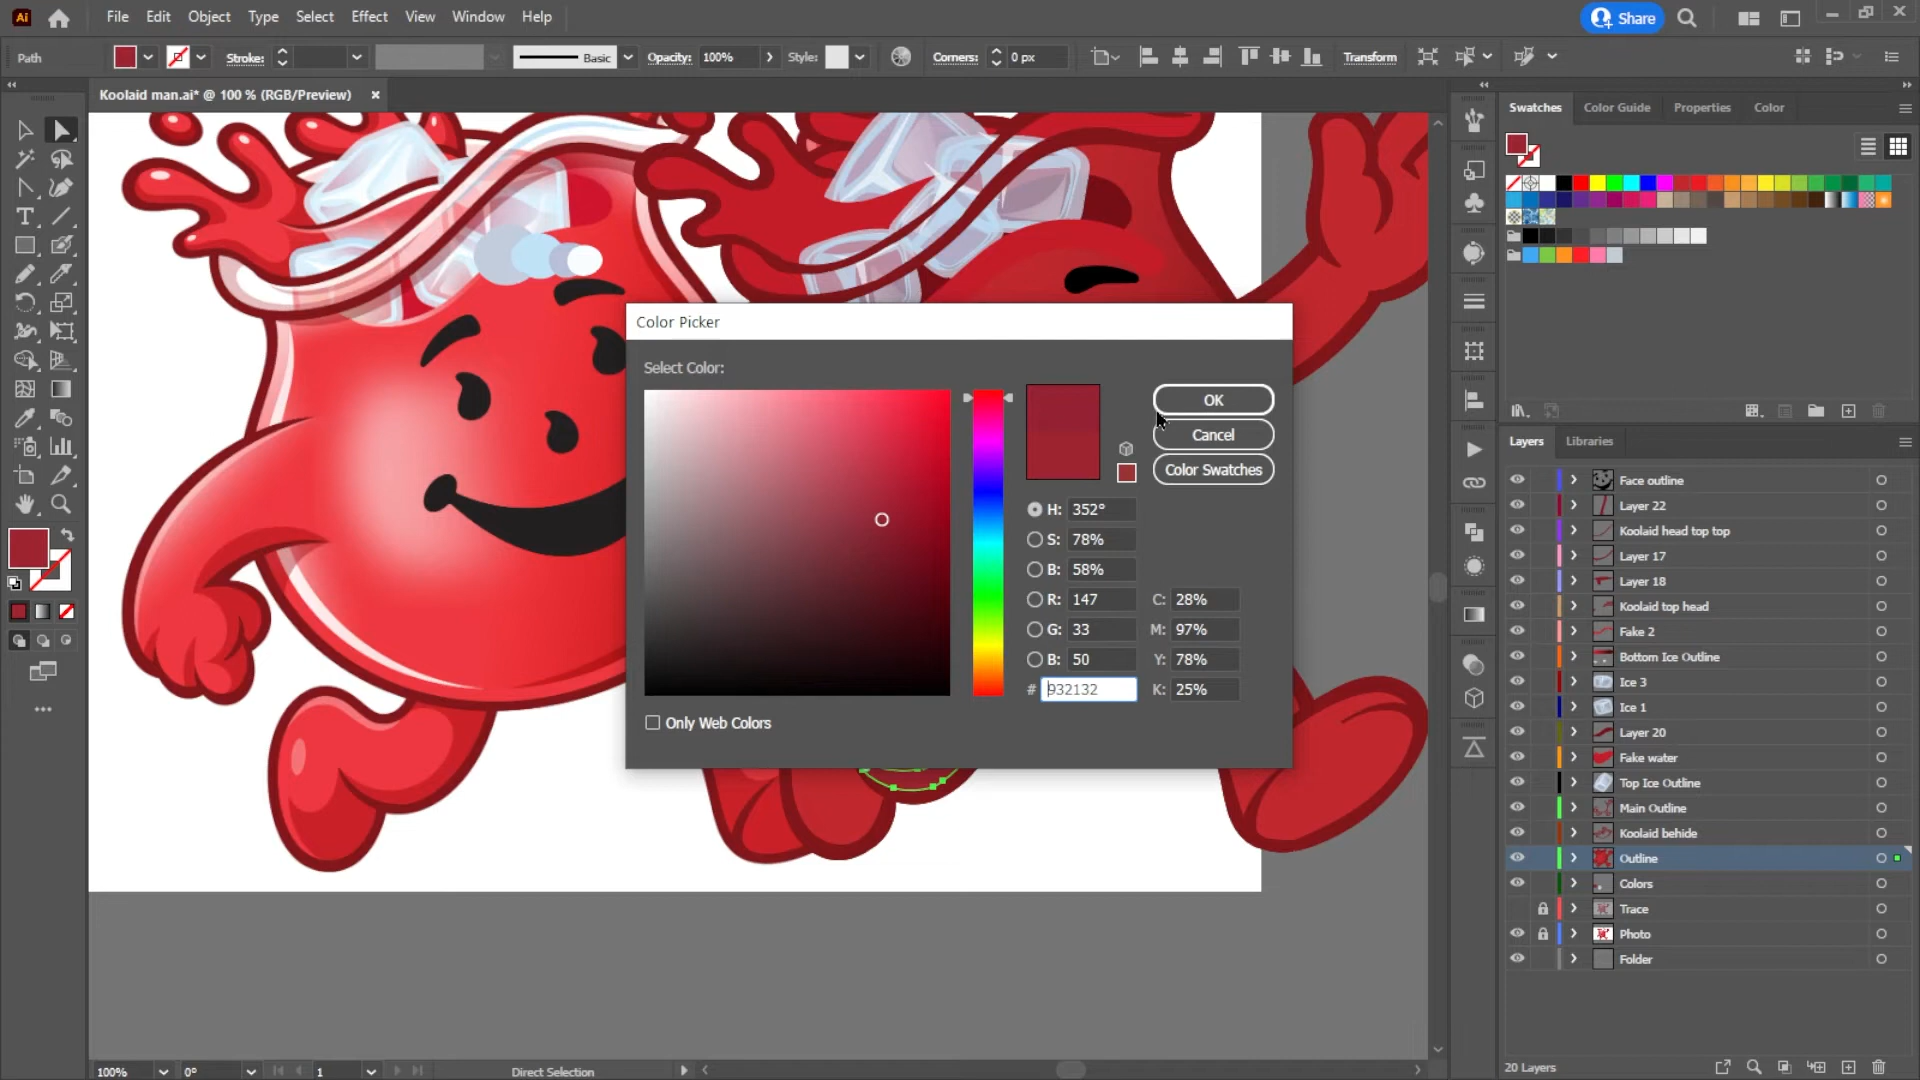 Ai File Edit Object Type Select Effect View Window Help Share
Path Stroke: Basic Opacity: 100% Style: Corners: 0 px Transform
Koolaid man.ai* @ 100 % (RGB/Preview) ×
Swatches Color Guide Properties Color
Color Picker
Select Color:
OK
Cancel
Color Swatches
H: 352°
S: 78%
B: 58%
R: 147 C: 28%
G: 33 M: 97%
B: 50 Y: 78%
# 932132 K: 25%
Only Web Colors
Layers Libraries
Face outline
Layer 22
Koolaid head top top
Layer 17
Layer 18
Koolaid top head
Fake 2
Bottom Ice Outline
Ice 3
Ice 1
Layer 20
Fake water
Top Ice Outline
Main Outline
Koolaid behide
Outline
Colors
Trace
Photo
Folder
100% 0° 1 Direct Selection
20 Layers